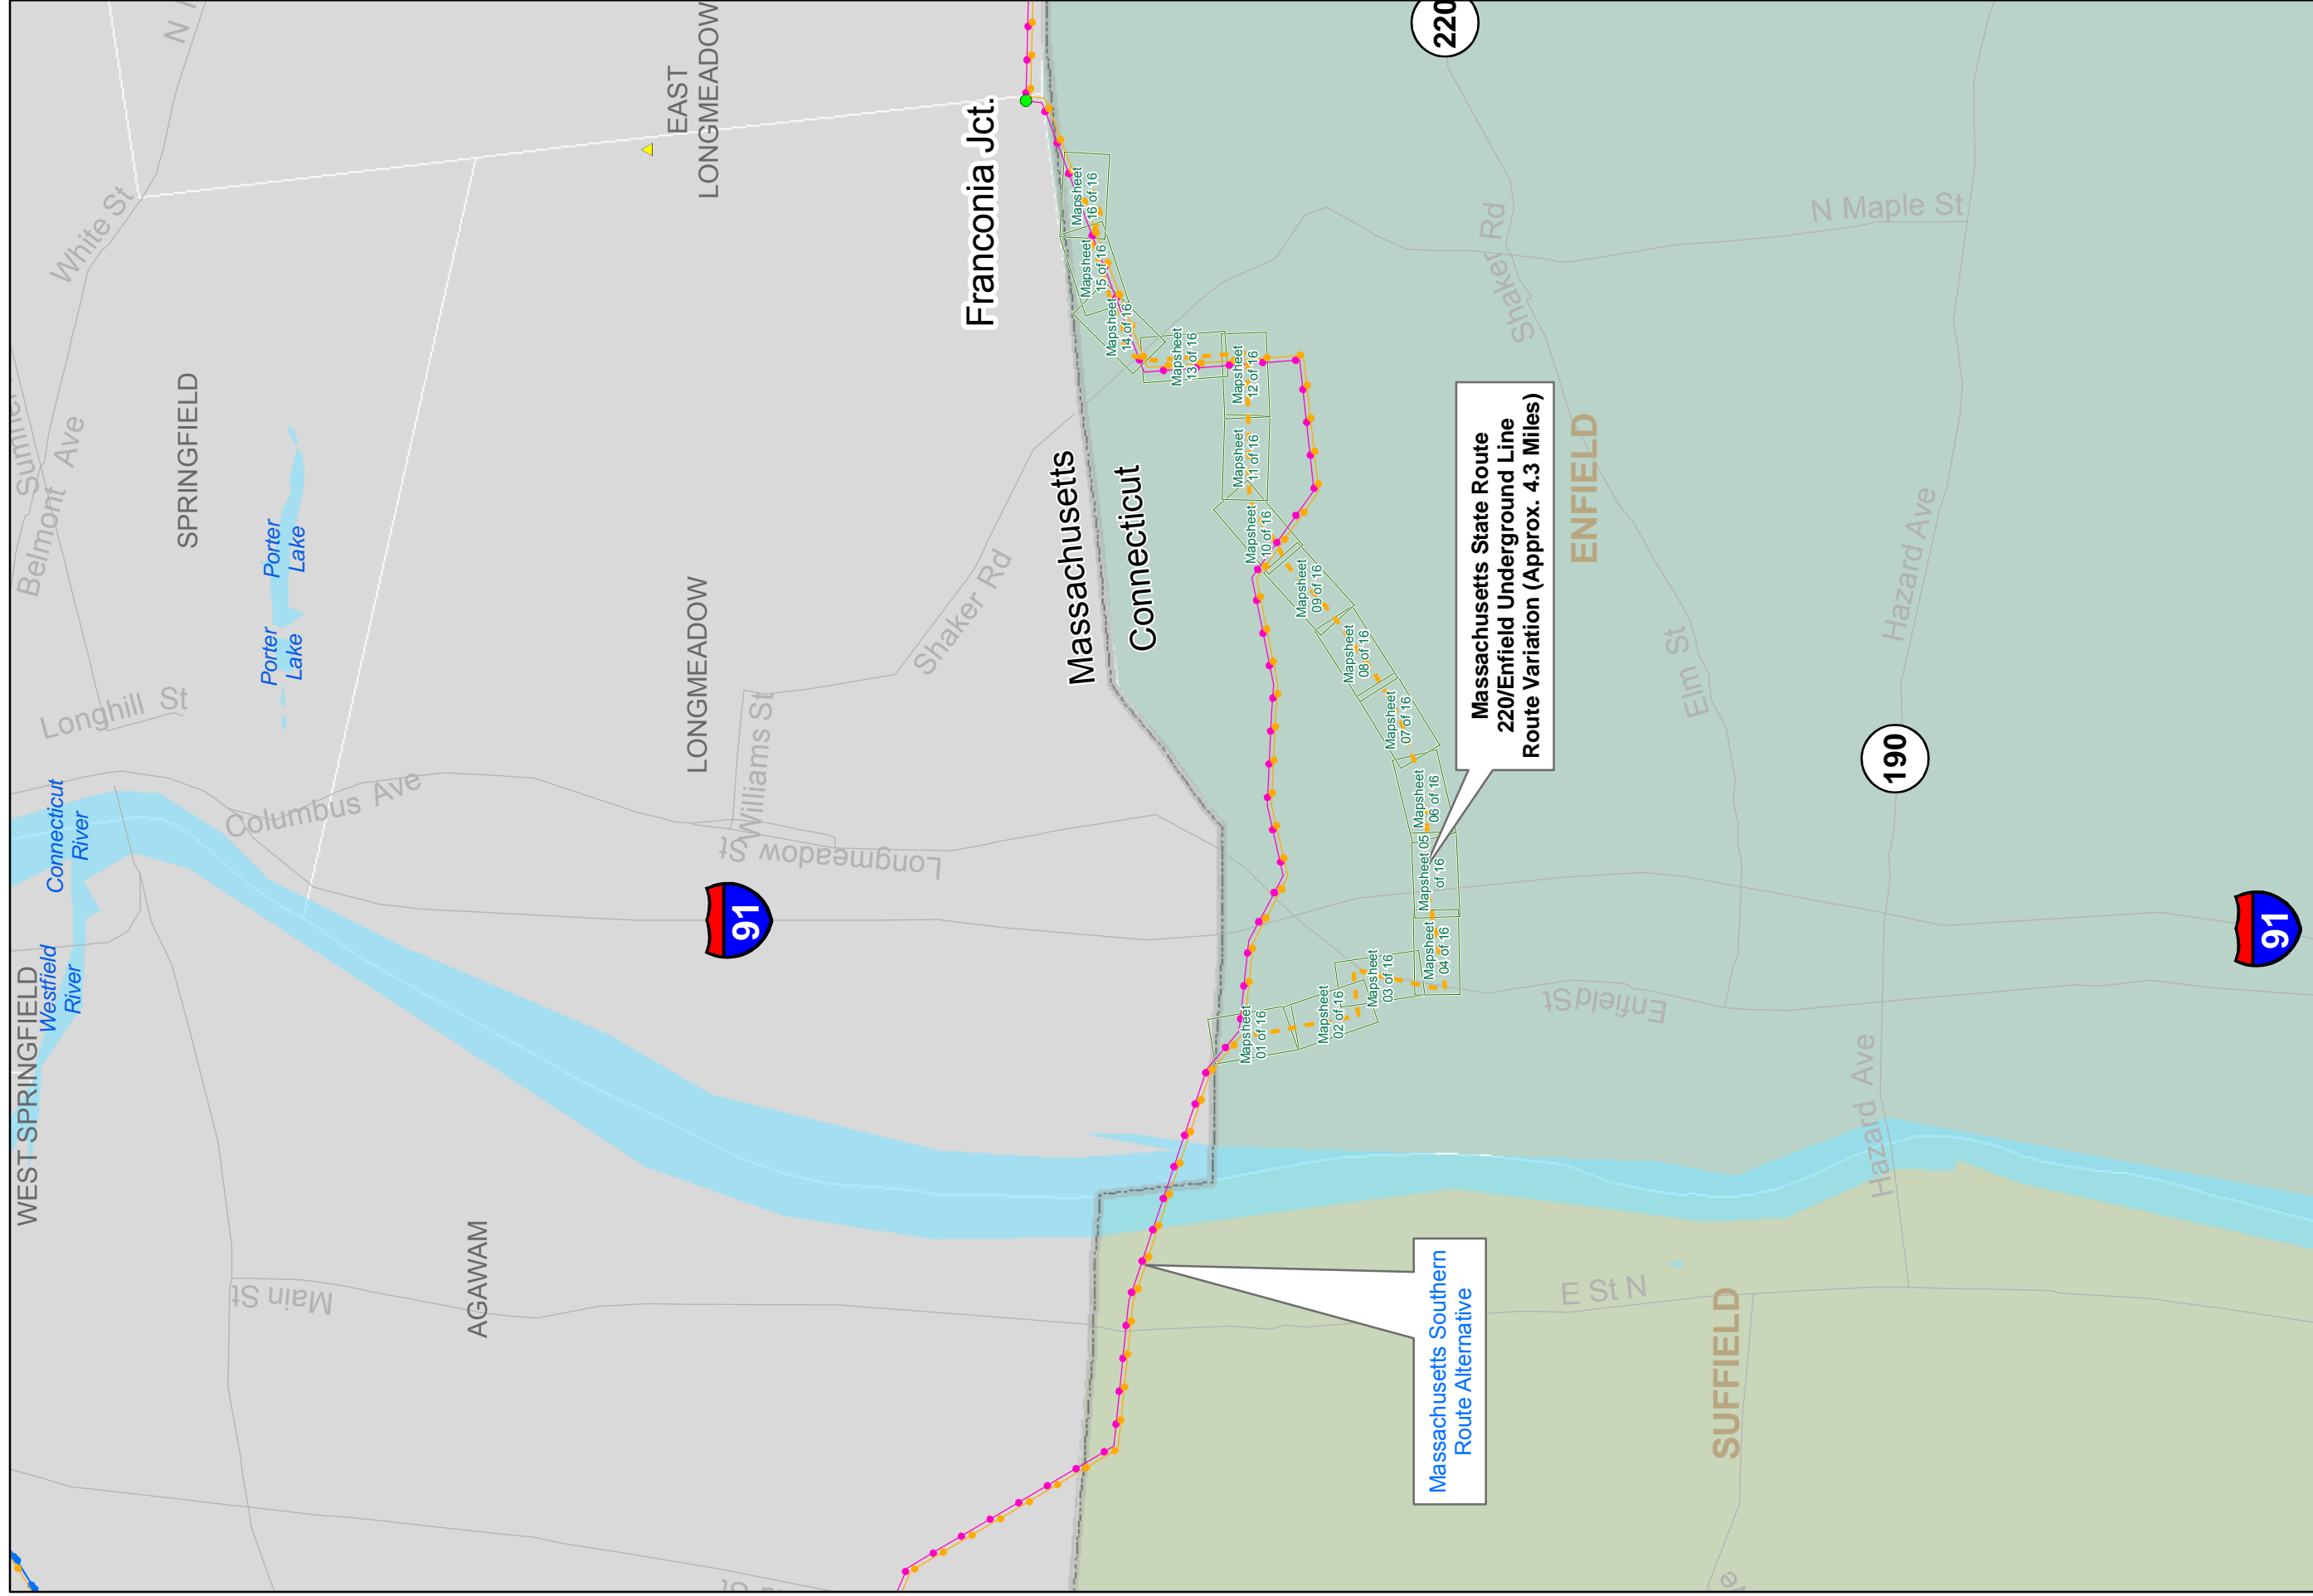 WEST SPRINGFIELD
Westfield
River
Connecticut
River
Longhill St
Belmont Ave
White St
SPRINGFIELD
Porter
Lake
Porter
Lake
Columbus Ave
Main St
AGAWAM
EAST
LONGMEADOW
LONGMEADOW
Williams St
Longmeadow St
91
Shaker Rd
Franconia Jct.
Massachusetts
Connecticut
Mapsheet
01 of 16
Mapsheet
02 of 16
Mapsheet
03 of 16
Mapsheet
04 of 16
Mapsheet 05
of 16
Mapsheet
06 of 16
Mapsheet
07 of 16
Mapsheet
08 of 16
Mapsheet
09 of 16
Mapsheet
10 of 16
Mapsheet
11 of 16
Mapsheet
12 of 16
Mapsheet
13 of 16
Mapsheet
14 of 16
Mapsheet
15 of 16
Mapsheet
16 of 16
220
Shaker Rd
Massachusetts State Route
220/Enfield Underground Line
Route Variation (Approx. 4.3 Miles)
Massachusetts Southern
Route Alternative
ENFIELD
Enfield St
E St N
Elm St
SUFFIELD
N Maple St
Hazard Ave
190
Hazard Ave
Hazard Ave
91